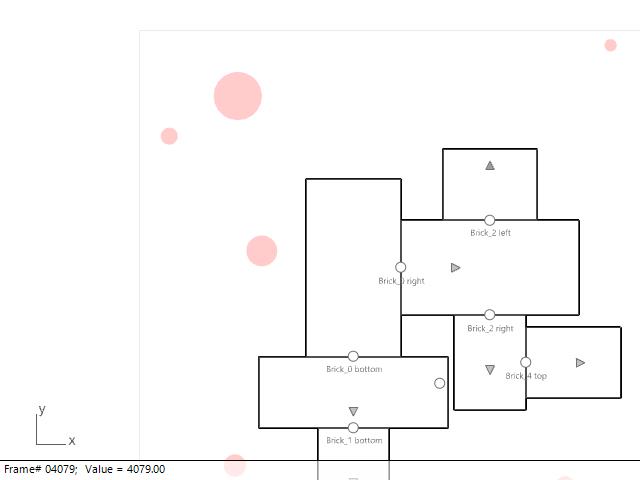 Brick_2 left
Brick_0 right
Brick_2 right
Brick_0 bottom
Brick_4 top
y
x
Brick_1 bottom
Frame# 04079; Value = 4079.00